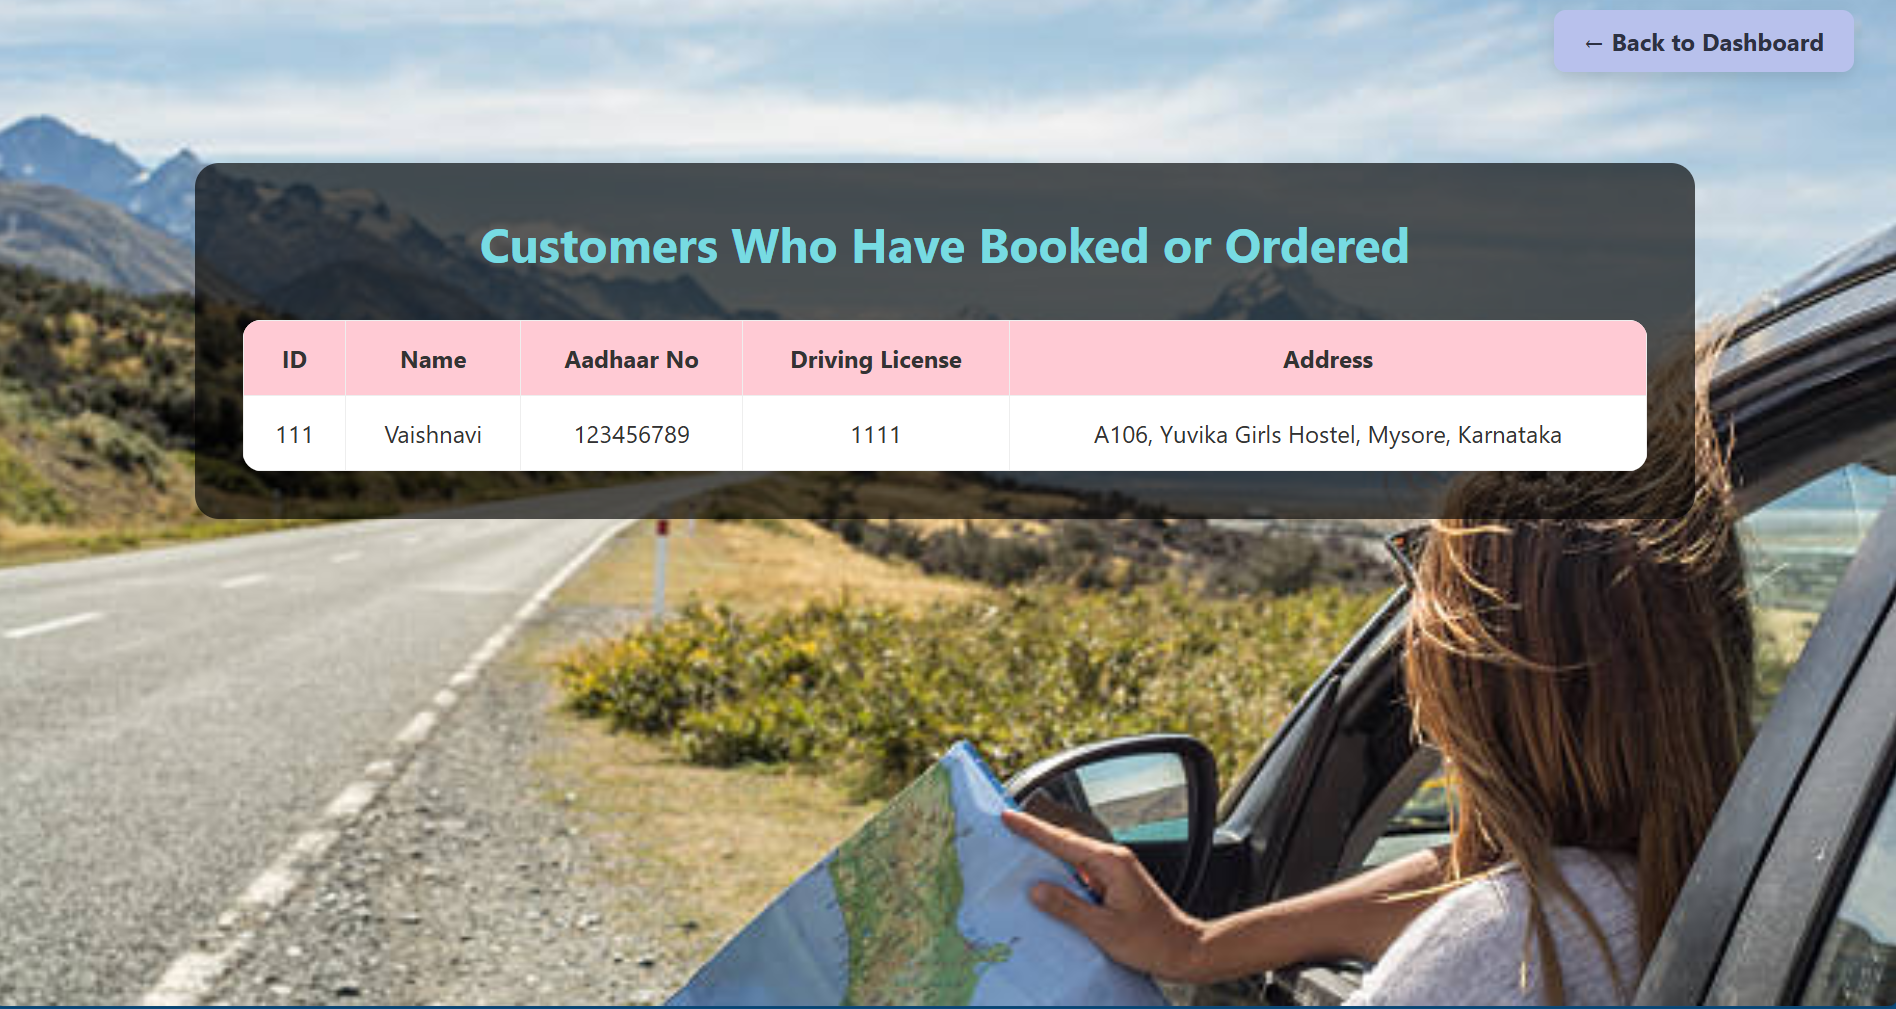 ← Back to Dashboard
Customers Who Have Booked or Ordered
ID Name Aadhaar No Driving License Address
111 Vaishnavi 123456789 1111 A106, Yuvika Girls Hostel, Mysore, Karnataka